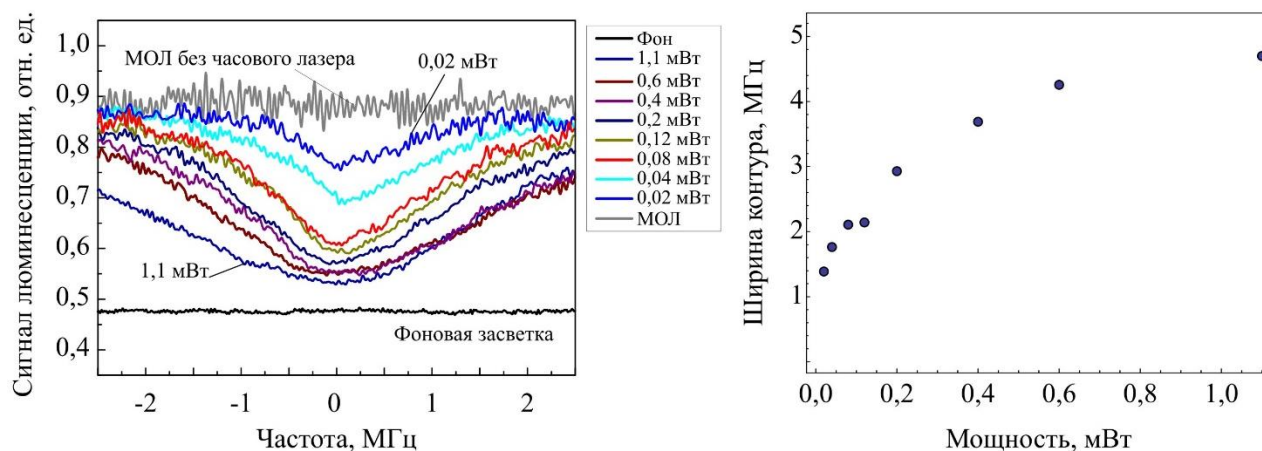 Сигнал люминесценции, отн. ед.
1,0
0,9
0,8
0,7
0,6
0,5
0,4
МОЛ без часового лазера
0,02 мВт
1,1 мВт
Фоновая засветка
-2
-1
0
1
2
Частота, МГц
Фон
1,1 мВт
0,6 мВт
0,4 мВт
0,2 мВт
0,12 мВт
0,08 мВт
0,04 мВт
0,02 мВт
МОЛ
Ширина контура, МГц
5
4
3
2
1
0,0
0,2
0,4
0,6
0,8
1,0
Мощность, мВт